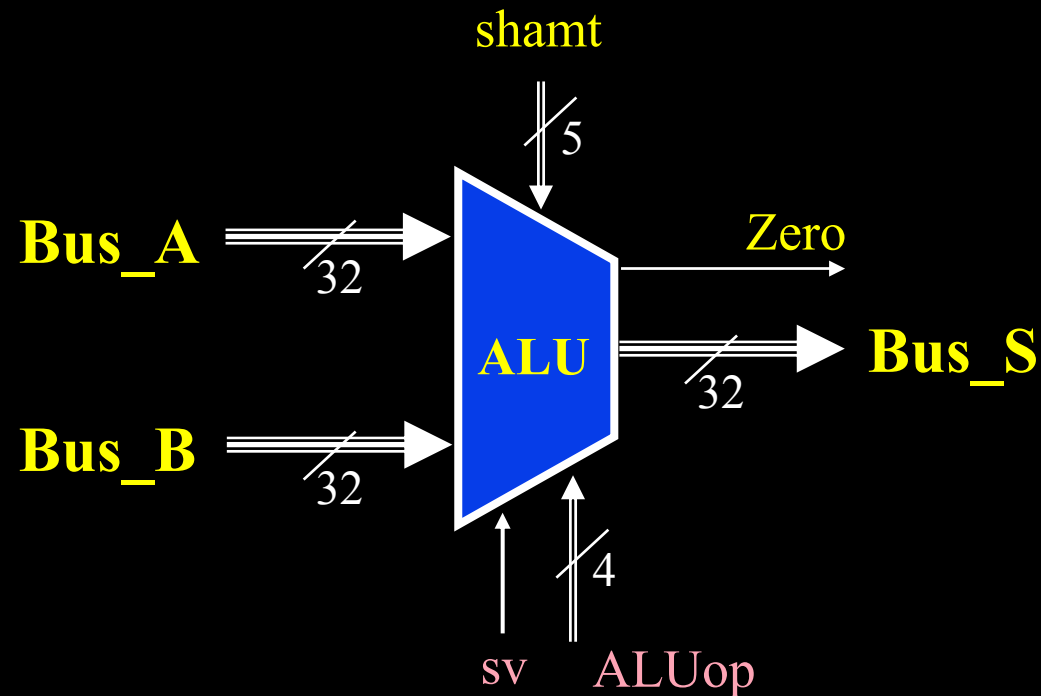 shamt
5
Bus_A
32
Zero
ALU
Bus_S
32
Bus_B
32
4
sv
ALUop